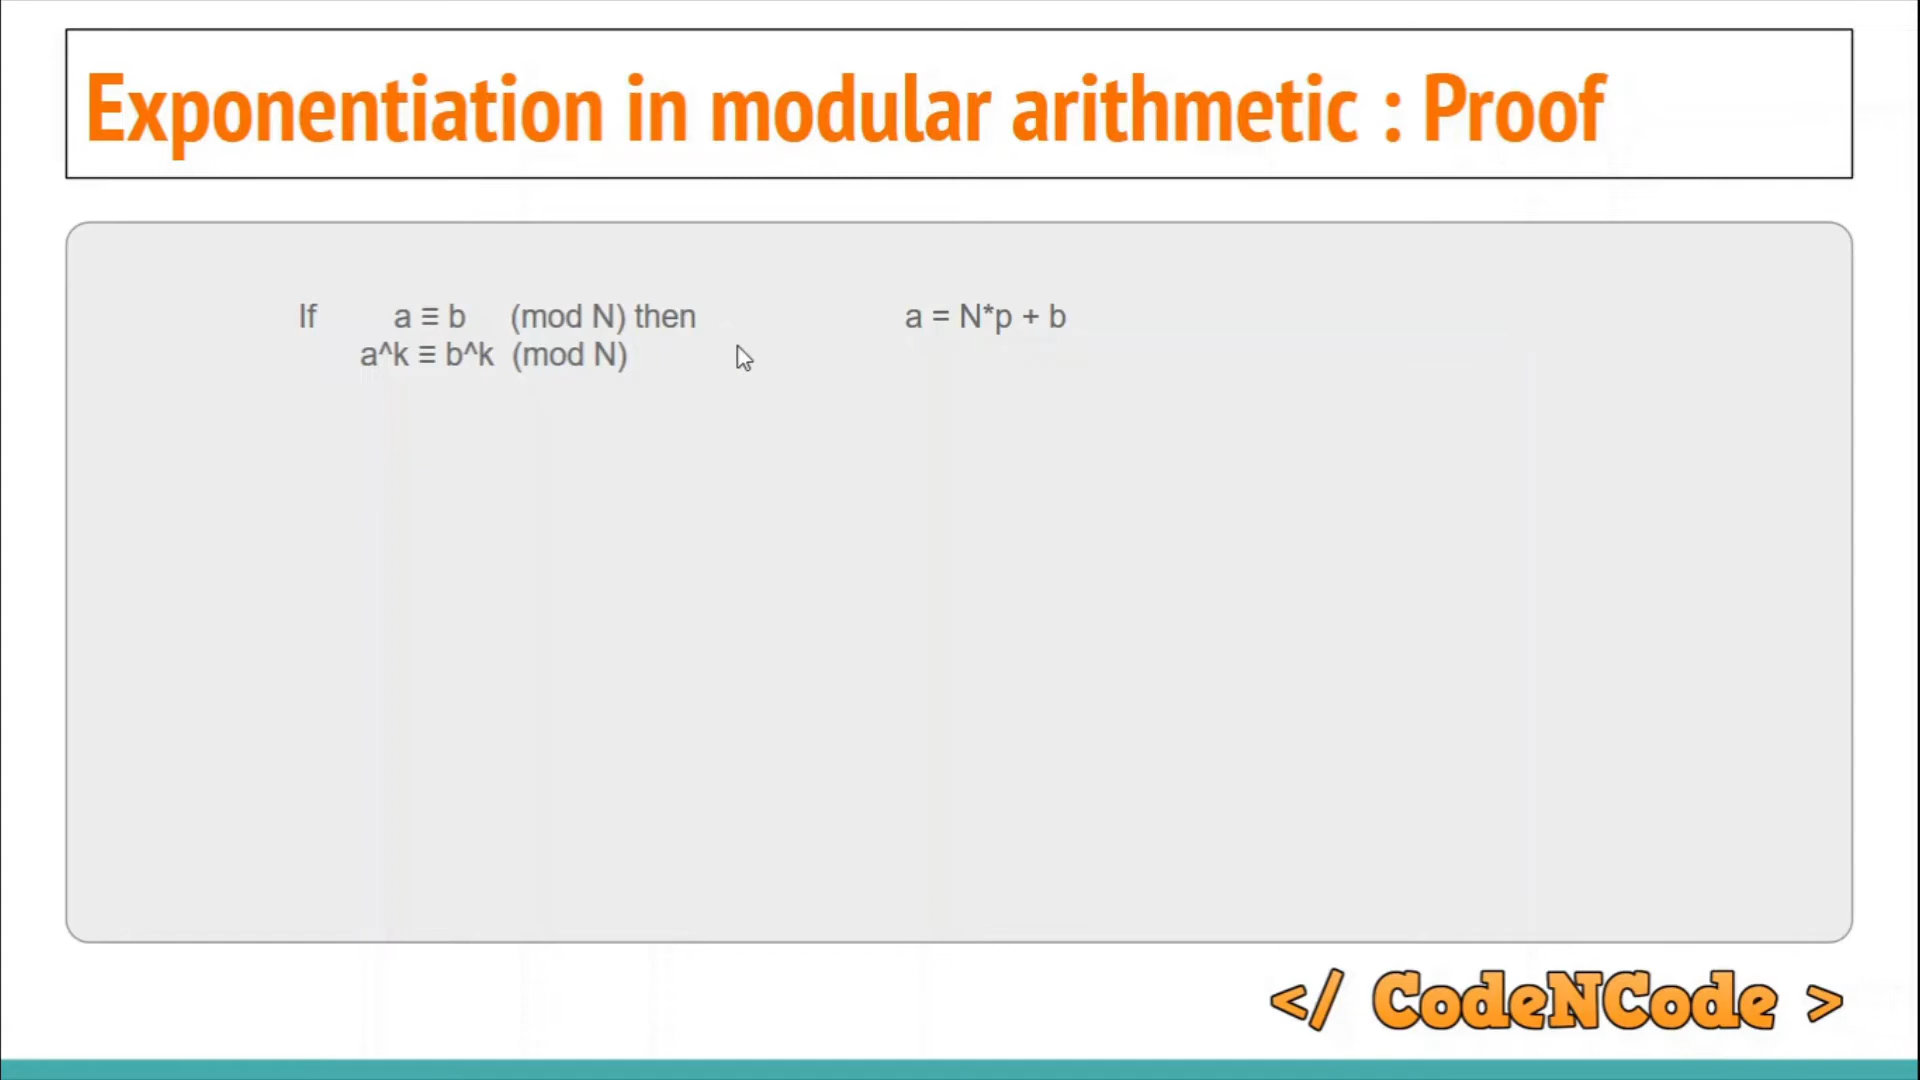 Exponentiation in modular arithmetic : Proof
If a ≡ b (mod N) then a = N*p + b
a^k ≡ b^k (mod N)
</ CodeNCode >